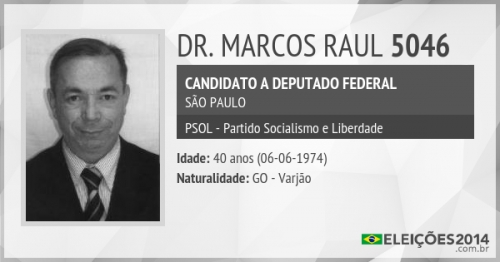 DR. MARCOS RAUL 5046
CANDIDATO A DEPUTADO FEDERAL
SÃO PAULO
PSOL - Partido Socialismo e Liberdade
Idade: 40 anos (06-06-1974)
Naturalidade: GO - Varjão
ELEIÇÕES2014
.com.br